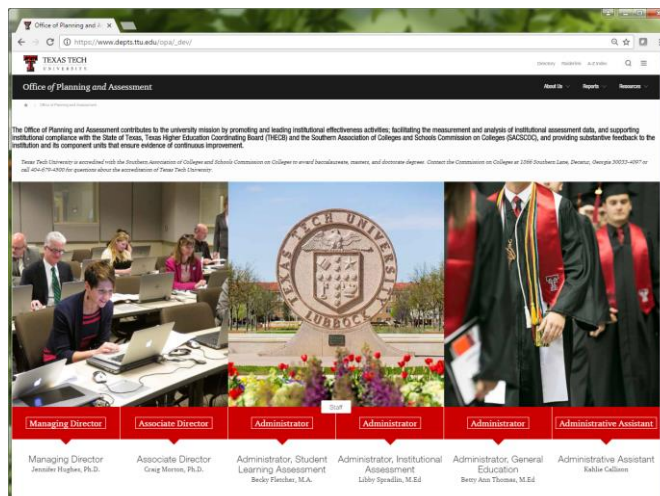 Office of Planning and As
https://www.depts.ttu.edu/opa/_dev/
TEXAS TECH
UNIVERSITY
Directory Raiderlink A-Z Index
Office of Planning and Assessment
About Us Reports Resources
Office of Planning and Assessment
The Office of Planning and Assessment contributes to the university mission by promoting and leading institutional effectiveness activities; facilitating the measurement and analysis of institutional assessment data, and supporting
institutional compliance with the State of Texas, Texas Higher Education Coordinating Board (THECB) and the Southern Association of Colleges and Schools Commission on Colleges (SACSCOC), and providing substantive feedback to the
institution and its component units that ensure evidence of continuous improvement.
Texas Tech University is accredited with the Southern Association of Colleges and Schools Commission on Colleges to award baccalaureate, masters, and doctorate degrees. Contact the Commission on Colleges at 1866 Southern Lane, Decatur, Georgia 30033-4097 or
call 404-679-4500 for questions about the accreditation of Texas Tech University.
TEXAS TECH UNIVERSITY
LUBBOCK
Staff
Managing Director Associate Director Administrator Administrator Administrator Administrative Assistant
Managing Director Associate Director Administrator, Student Administrator, Institutional Administrator, General Administrative Assistant
Jennifer Hughes, Ph.D. Craig Morton, Ph.D. Learning Assessment Assessment Education Kahlie Callison
Becky Fletcher, M.A. Libby Spradlin, M.Ed Betty Ann Thomas, M.Ed